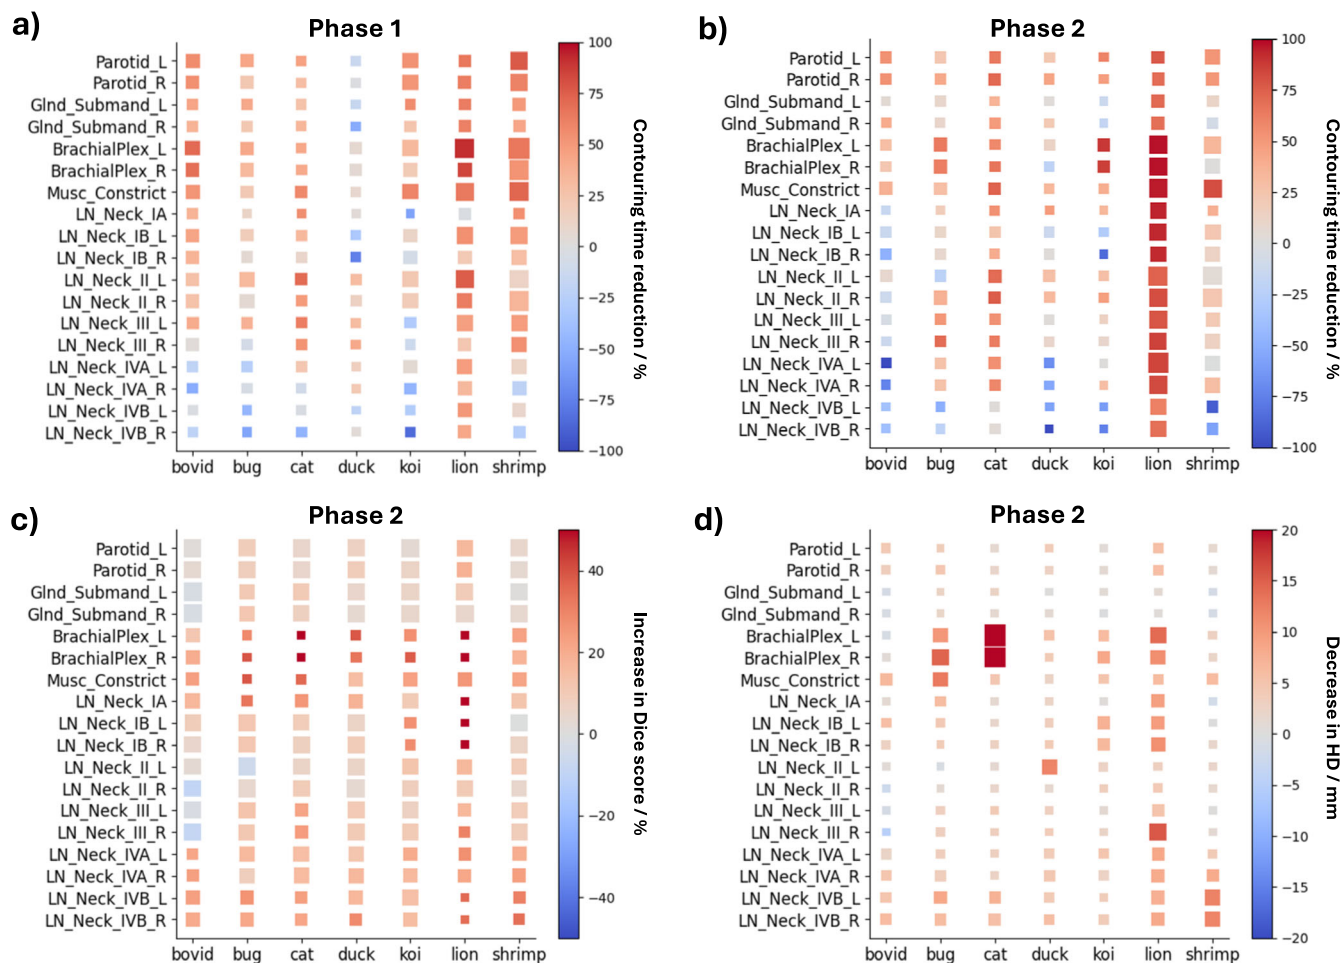 a)
Phase 1
Parotid_L
Parotid_R
Glnd_Submand_L
Glnd_Submand_R
BrachialPlex_L
BrachialPlex_R
Musc_Constrict
LN_Neck_IA
LN_Neck_IB_L
LN_Neck_IB_R
LN_Neck_II_L
LN_Neck_II_R
LN_Neck_III_L
LN_Neck_III_R
LN_Neck_IVA_L
LN_Neck_IVA_R
LN_Neck_IVB_L
LN_Neck_IVB_R
bovid bug cat duck koi lion shrimp
100
75
50
25
0
−25
−50
−75
−100
Contouring time reduction / %
b)
Phase 2
Parotid_L
Parotid_R
Glnd_Submand_L
Glnd_Submand_R
BrachialPlex_L
BrachialPlex_R
Musc_Constrict
LN_Neck_IA
LN_Neck_IB_L
LN_Neck_IB_R
LN_Neck_II_L
LN_Neck_II_R
LN_Neck_III_L
LN_Neck_III_R
LN_Neck_IVA_L
LN_Neck_IVA_R
LN_Neck_IVB_L
LN_Neck_IVB_R
bovid bug cat duck koi lion shrimp
100
75
50
25
0
−25
−50
−75
−100
Contouring time reduction / %
c)
Phase 2
Parotid_L
Parotid_R
Glnd_Submand_L
Glnd_Submand_R
BrachialPlex_L
BrachialPlex_R
Musc_Constrict
LN_Neck_IA
LN_Neck_IB_L
LN_Neck_IB_R
LN_Neck_II_L
LN_Neck_II_R
LN_Neck_III_L
LN_Neck_III_R
LN_Neck_IVA_L
LN_Neck_IVA_R
LN_Neck_IVB_L
LN_Neck_IVB_R
bovid bug cat duck koi lion shrimp
40
20
0
−20
−40
Increase in Dice score / %
d)
Phase 2
Parotid_L
Parotid_R
Glnd_Submand_L
Glnd_Submand_R
BrachialPlex_L
BrachialPlex_R
Musc_Constrict
LN_Neck_IA
LN_Neck_IB_L
LN_Neck_IB_R
LN_Neck_II_L
LN_Neck_II_R
LN_Neck_III_L
LN_Neck_III_R
LN_Neck_IVA_L
LN_Neck_IVA_R
LN_Neck_IVB_L
LN_Neck_IVB_R
bovid bug cat duck koi lion shrimp
20
15
10
5
0
−5
−10
−15
−20
Decrease in HD / mm